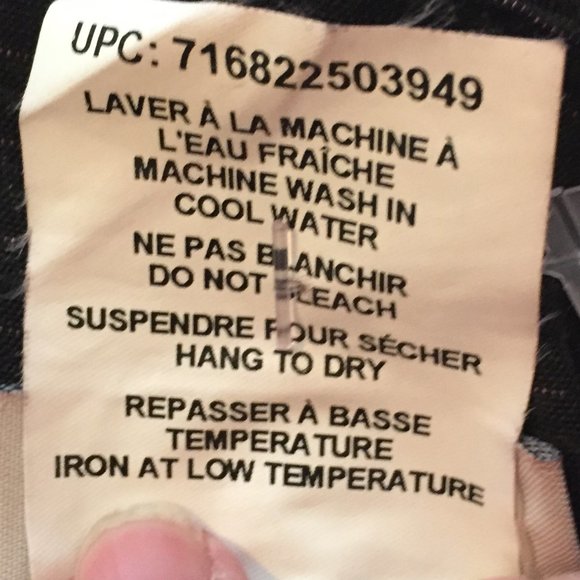 UPC: 716822503949
LAVER À LA MACHINE À
L'EAU FRAÎCHE
MACHINE WASH IN
COOL WATER
NE PAS BLANCHIR
DO NOT BLEACH
SUSPENDRE POUR SÉCHER
HANG TO DRY
REPASSER À BASSE
TEMPERATURE
IRON AT LOW TEMPERATURE